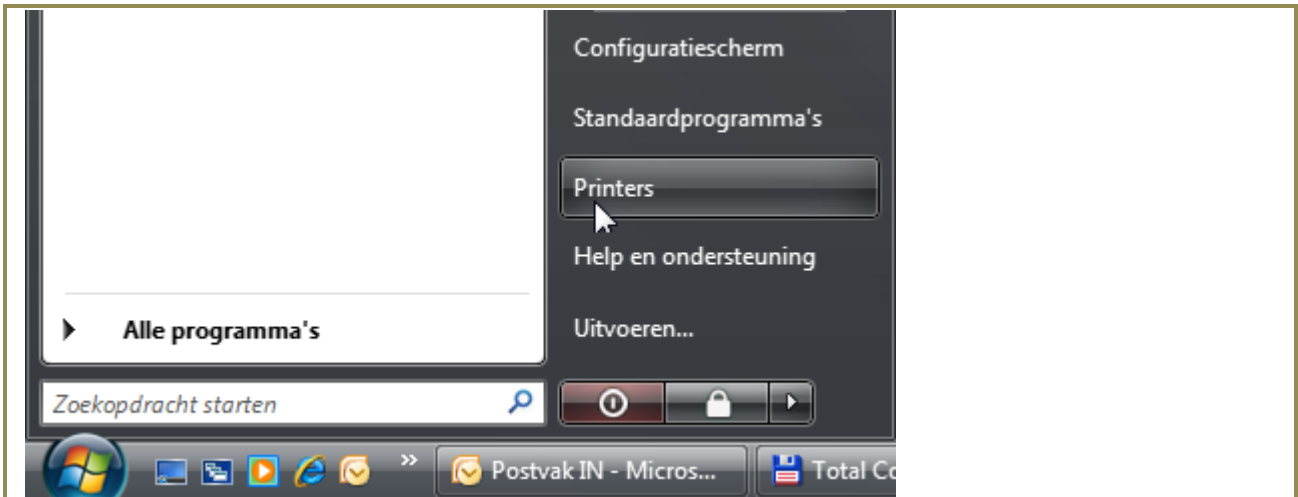 Configuratiescherm
Standaardprogramma's
Printers
Help en ondersteuning
Alle programma's
Uitvoeren...
Zoekopdracht starten
Postvak IN - Micros...
Total Co